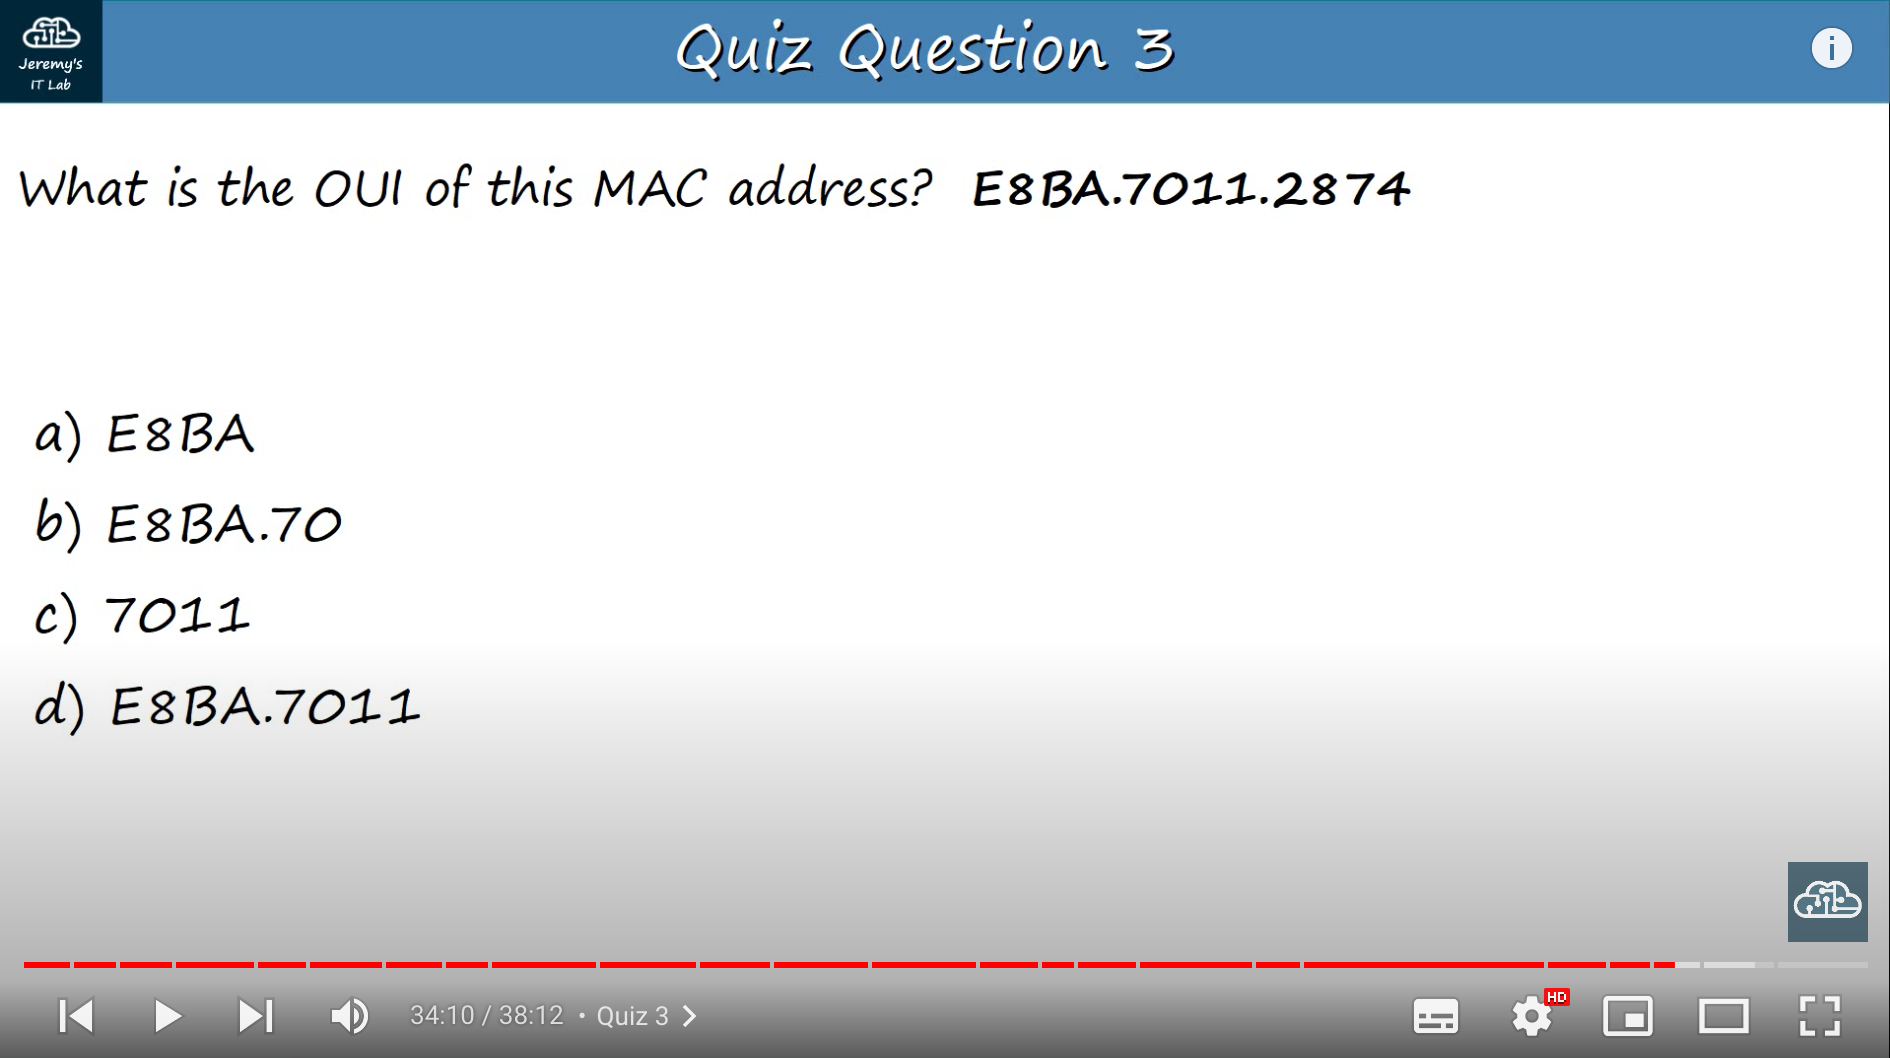 Jeremy's
IT Lab
Quiz Question 3
i
What is the OUI of this MAC address? E8BA.7011.2874
a) E8BA
b) E8BA.70
c) 7011
d) E8BA.7011
34:10 / 38:12 • Quiz 3
HD